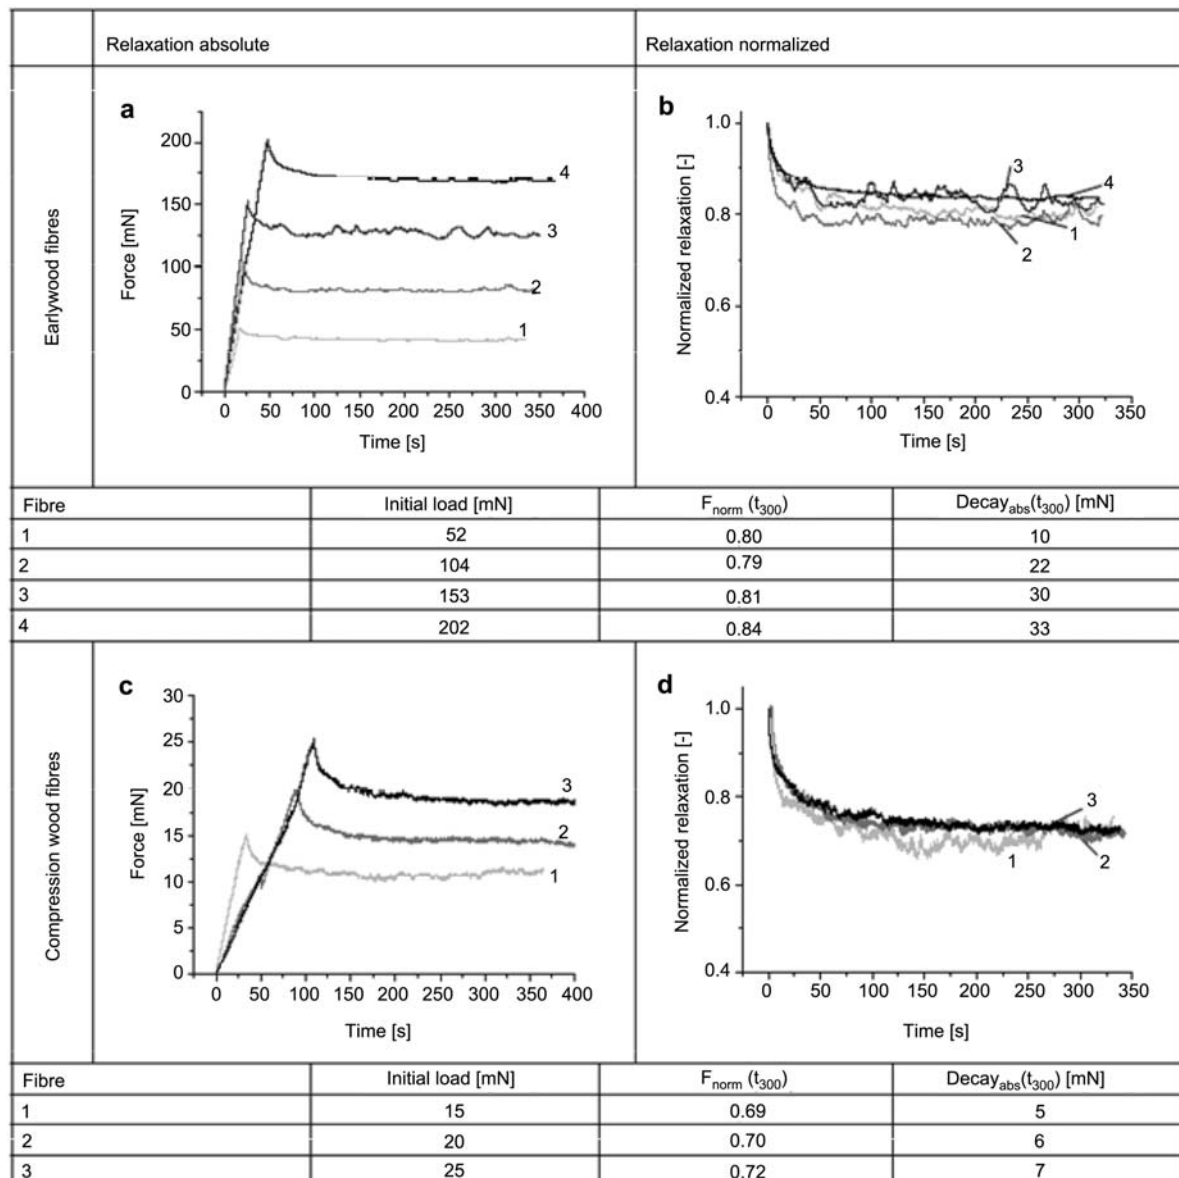 Relaxation absolute Relaxation normalized
Earlywood fibres
a
Force [mN]
200
150
100
50
0
4
3
2
1
0 50 100 150 200 250 300 350 400
Time [s]
b
Normalized relaxation [-]
1.0
0.8
0.6
0.4
3
4
1
2
0 50 100 150 200 250 300 350
Time [s]
Fibre Initial load [mN] Fnorm (t300) Decayabs(t300) [mN]
1 52 0.80 10
2 104 0.79 22
3 153 0.81 30
4 202 0.84 33
Compression wood fibres
c
Force [mN]
30
25
20
15
10
5
0
3
2
1
0 50 100 150 200 250 300 350 400
Time [s]
d
Normalized relaxation [-]
1.0
0.8
0.6
0.4
3
1
2
0 50 100 150 200 250 300 350
Time [s]
Fibre Initial load [mN] Fnorm (t300) Decayabs(t300) [mN]
1 15 0.69 5
2 20 0.70 6
3 25 0.72 7